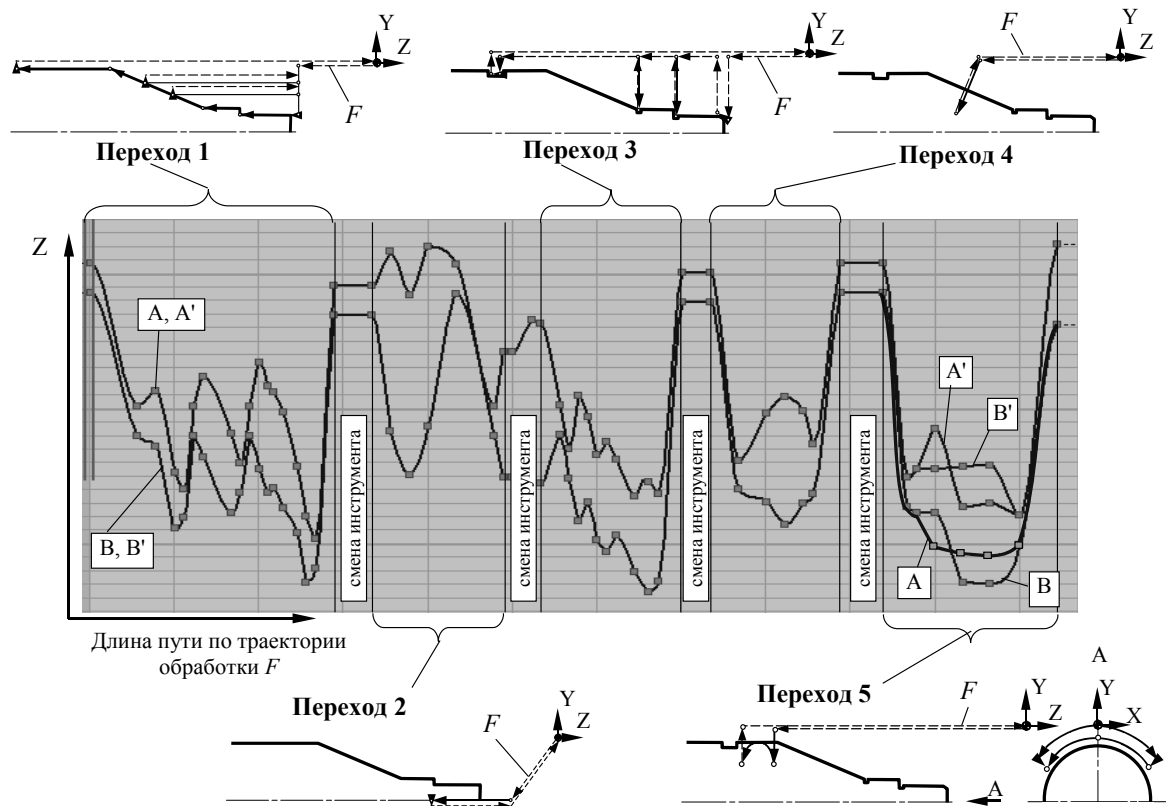 Y
Z
F
Переход 1
Y
Z
F
Переход 3
Y
Z
F
Переход 4
Z
A, A'
B, B'
смена инструмента
смена инструмента
смена инструмента
смена инструмента
A'
B'
A
B
Длина пути по траектории
обработки F
Переход 2
F
Y
Z
Переход 5
F
Y
Z
A
A
Y
X